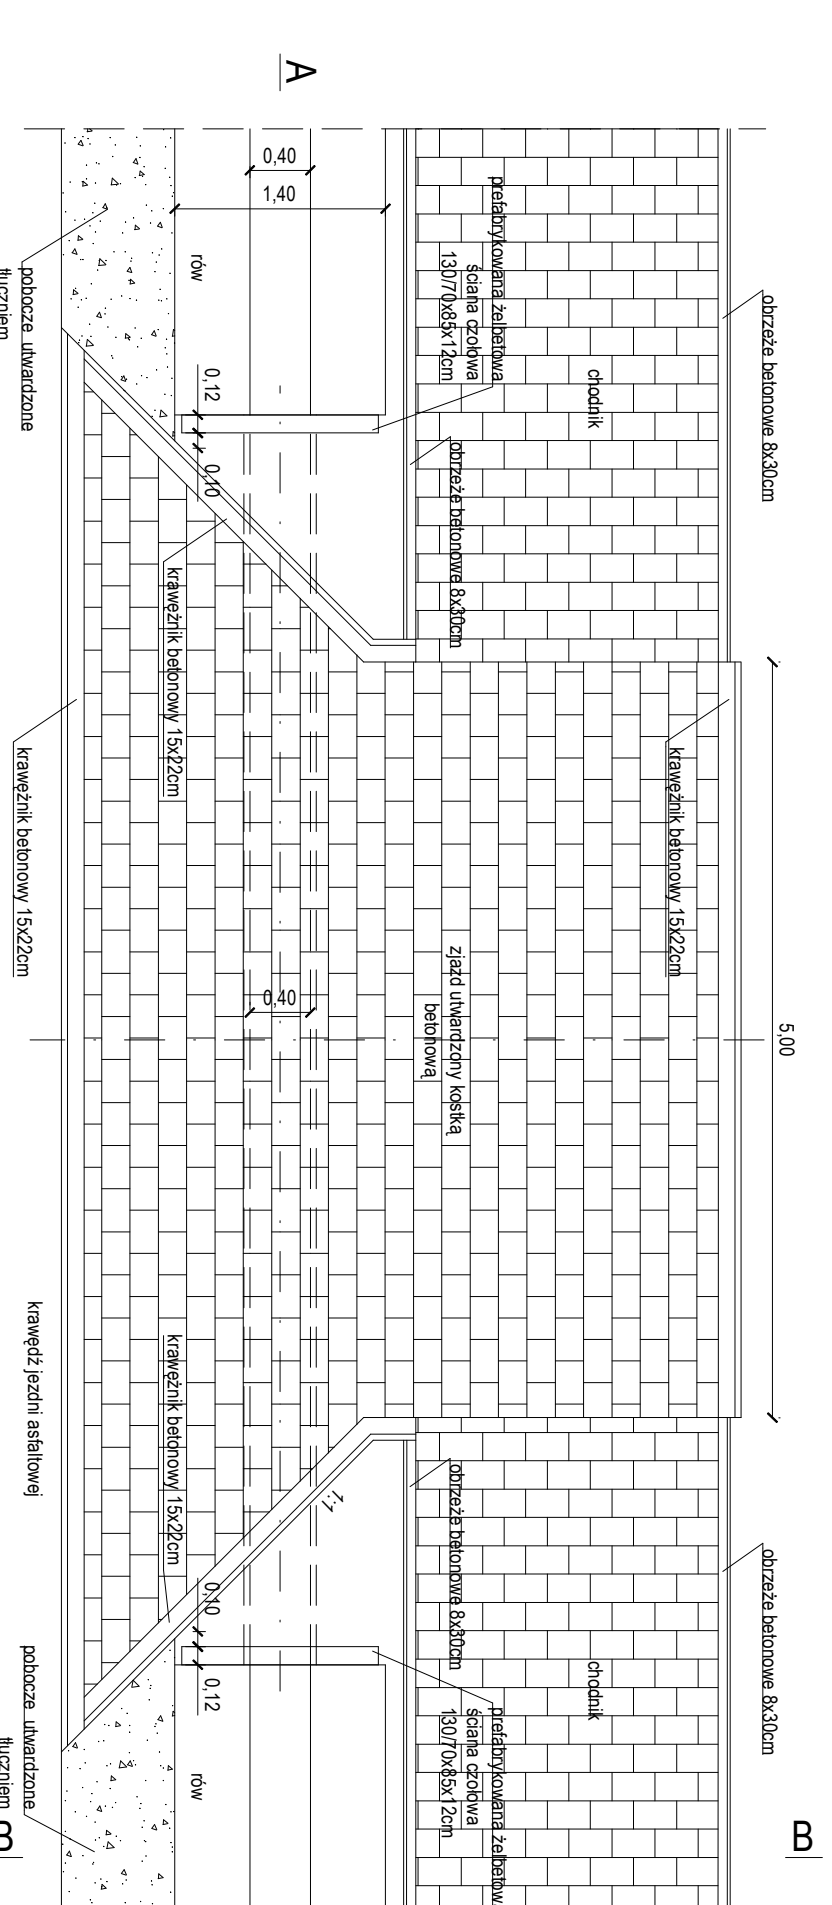 A
0,40
1,40
prefabrykowana żelbetowa
ściana czołowa
130/70x85x12cm
obrzeże betonowe 8x30cm
rów
pobocze utwardzone
tłuczniem
chodnik
0,12
0,10
obrzeże betonowe 8x30cm
krawężnik betonowy 15x22cm
krawężnik betonowy 15x22cm
krawężnik betonowy 15x22cm
zjazd utwardzony kostką
betonową
0,40
5,00
krawędź jezdni asfaltowej
krawężnik betonowy 15x22cm
1:1
obrzeże betonowe 8x30cm
obrzeże betonowe 8x30cm
0,10
0,12
chodnik
prefabrykowana żelbetow
ściana czołowa
130/70x85x12cm
rów
pobocze utwardzone
tłuczniem
B
B